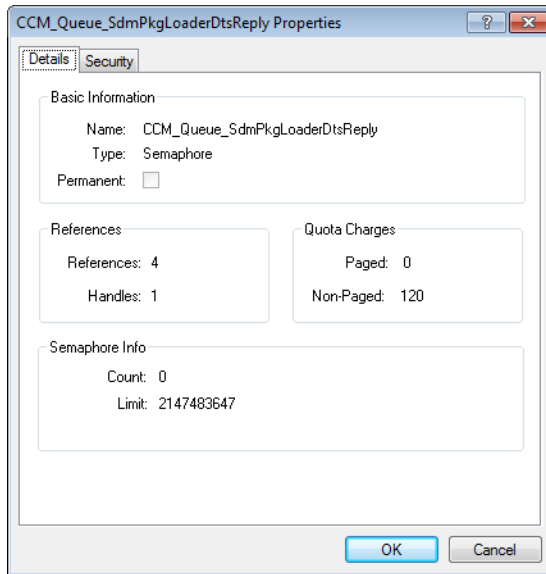 CCM_Queue_SdmPkgLoaderDtsReply Properties
Details Security
Basic Information
Name: CCM_Queue_SdmPkgLoaderDtsReply
Type: Semaphore
Permanent:
References Quota Charges
References: 4 Paged: 0
Handles: 1 Non-Paged: 120
Semaphore Info
Count: 0
Limit: 2147483647
OK Cancel